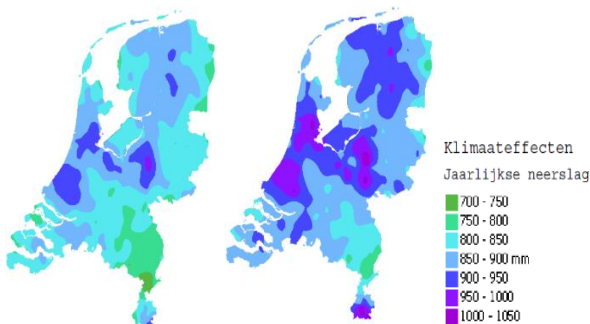 Klimaateffecten
Jaarlijkse neerslag
700 - 750
750 - 800
800 - 850
850 - 900 mm
900 - 950
950 - 1000
1000 - 1050